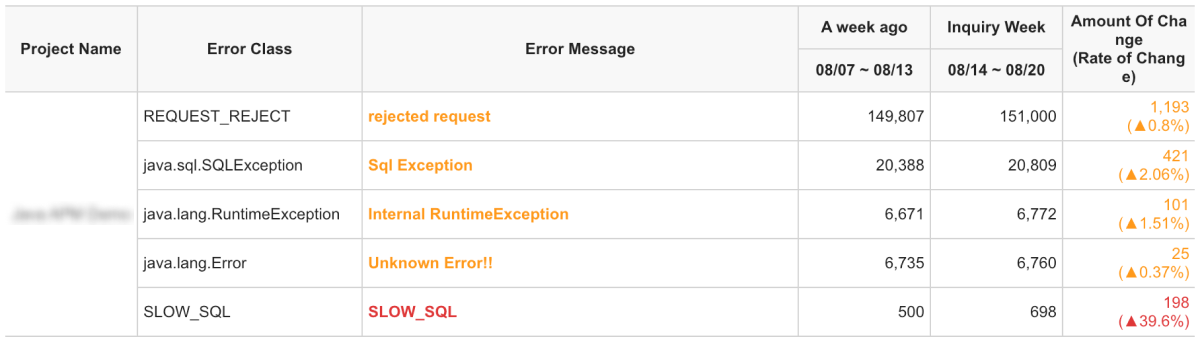 Project Name
Error Class
Error Message
A week ago
Inquiry Week
Amount Of Cha
nge
(Rate of Chang
e)
08/07 ~ 08/13
08/14 ~ 08/20
REQUEST_REJECT
rejected request
149,807
151,000
1,193
(▲0.8%)
java.sql.SQLException
Sql Exception
20,388
20,809
421
(▲2.06%)
java.lang.RuntimeException
Internal RuntimeException
6,671
6,772
101
(▲1.51%)
java.lang.Error
Unknown Error!!
6,735
6,760
25
(▲0.37%)
SLOW_SQL
SLOW_SQL
500
698
198
(▲39.6%)